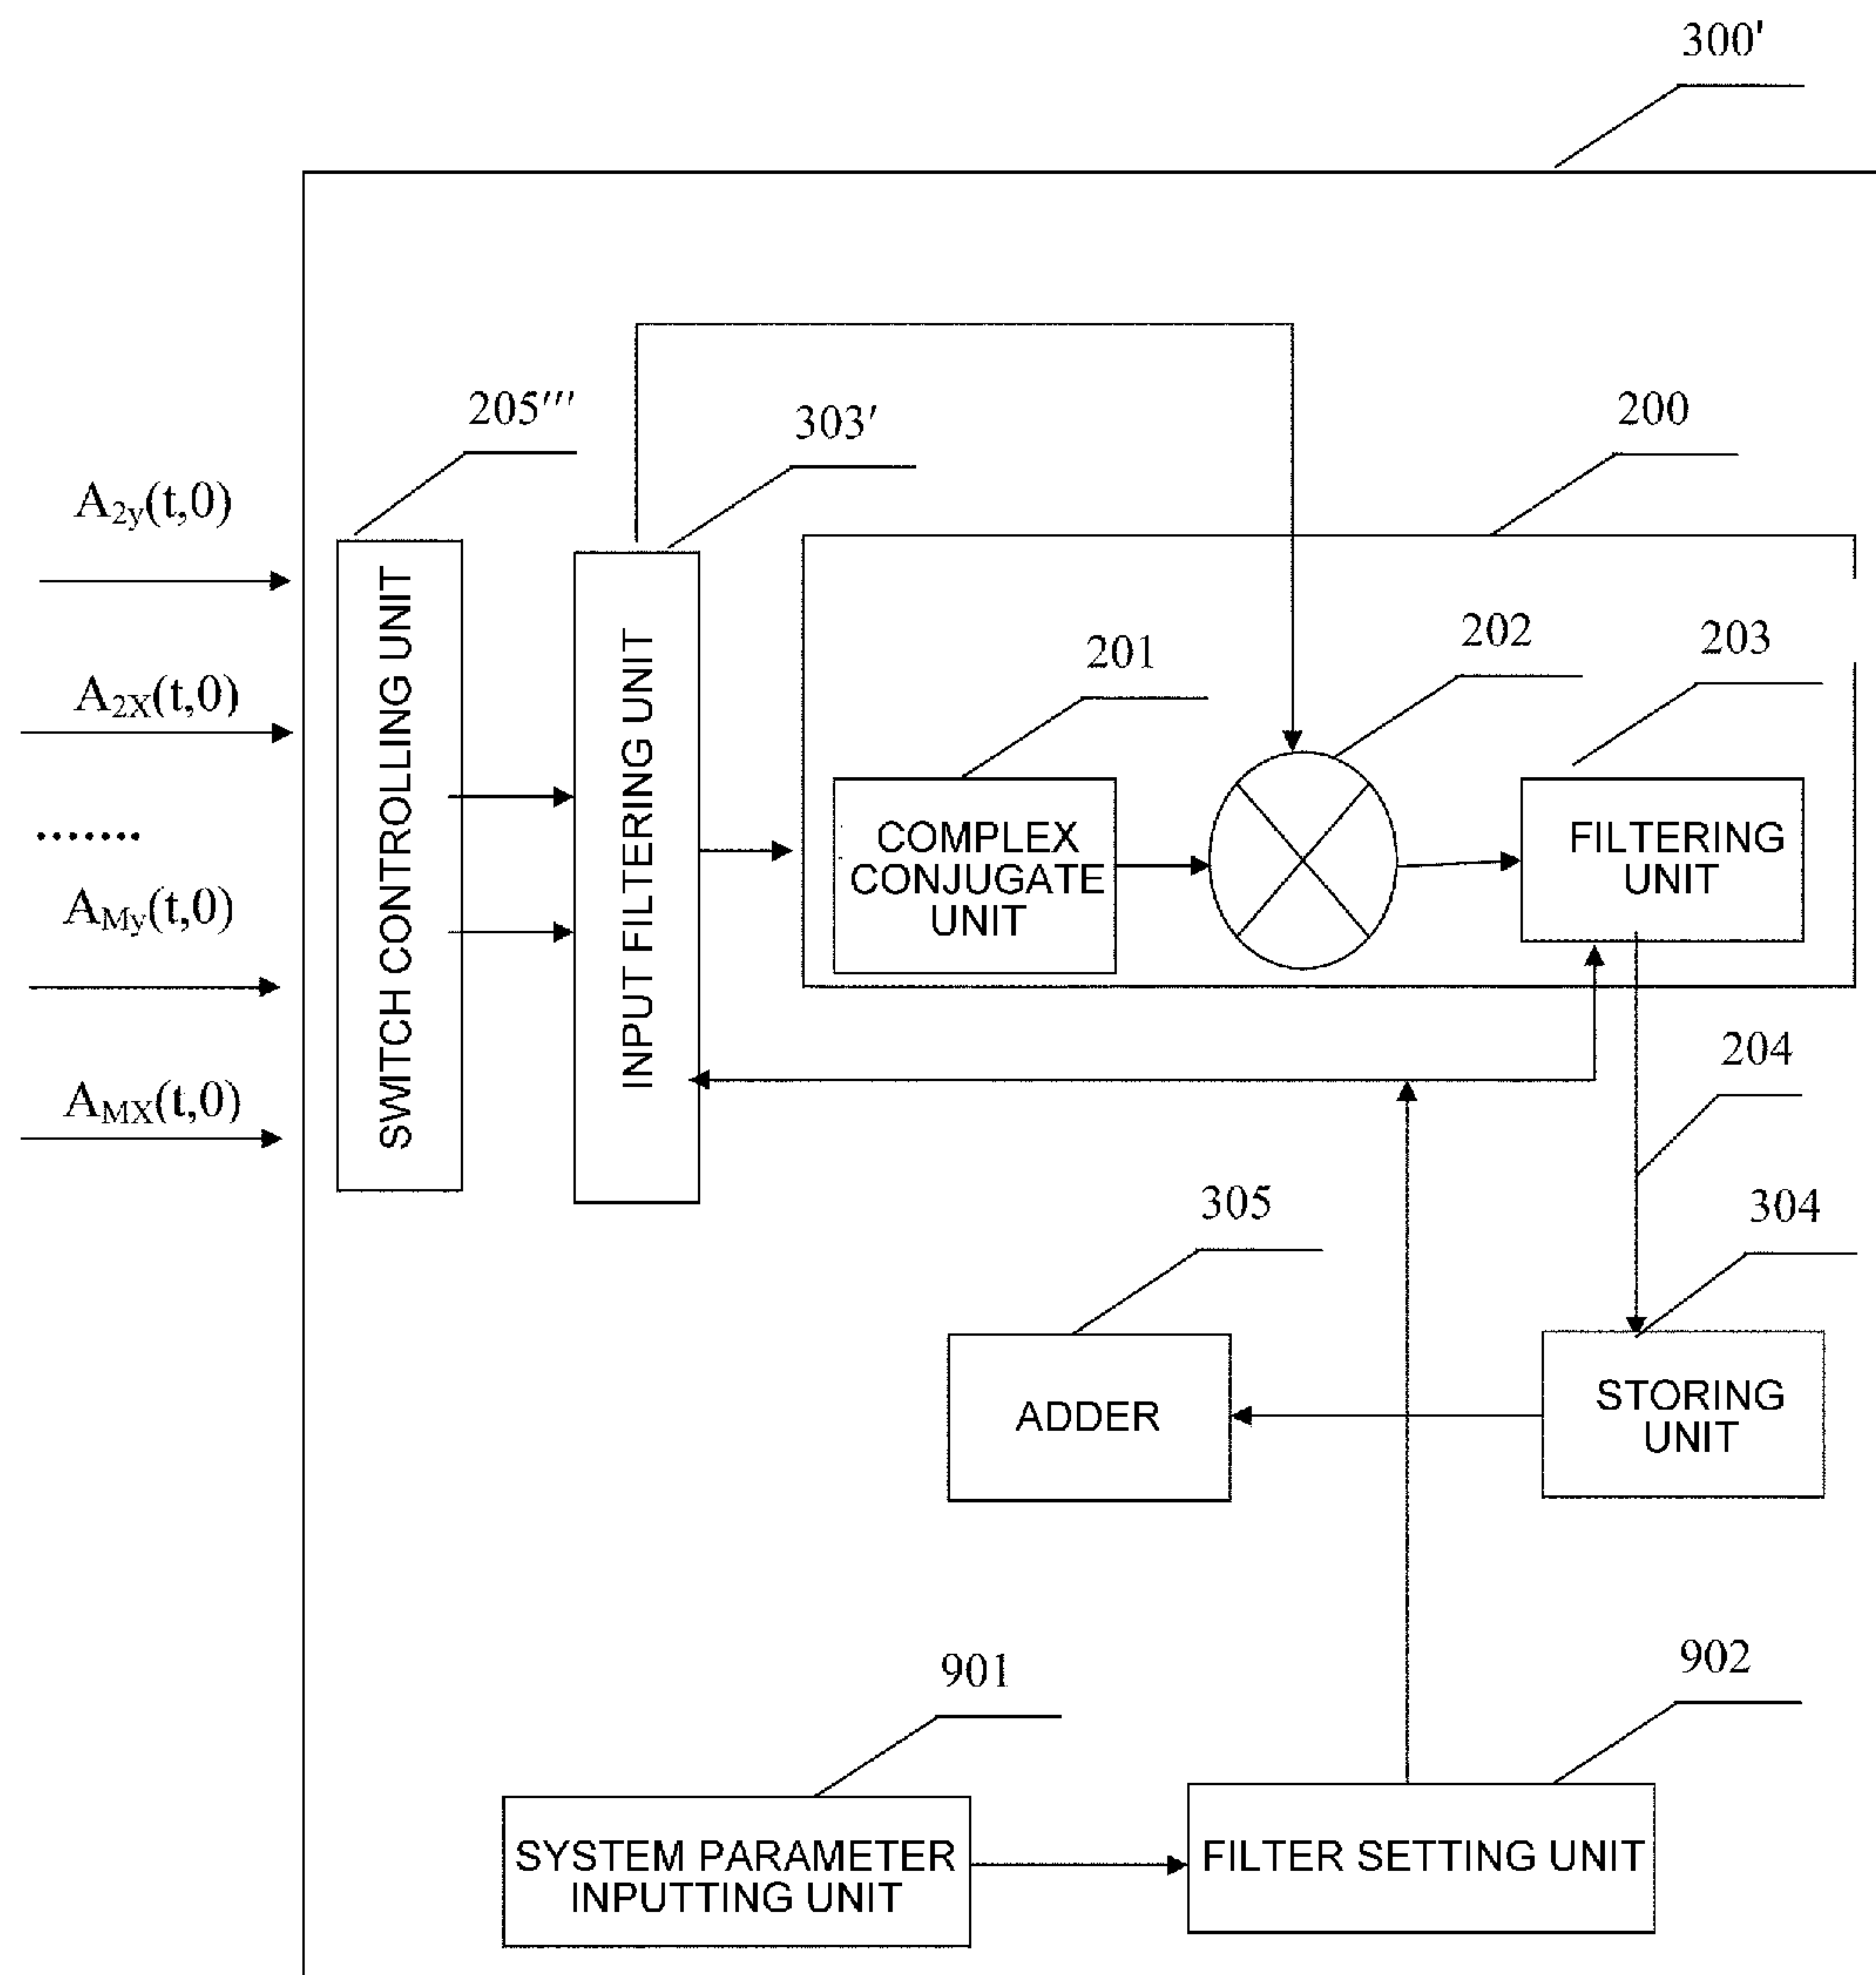 300'
205'''
303'
200
A2y(t,0)
SWITCH CONTROLLING UNIT
INPUT FILTERING UNIT
201
202
203
A2X(t,0)
COMPLEX
CONJUGATE
UNIT
FILTERING
UNIT
.......
AMy(t,0)
204
AMX(t,0)
305
304
ADDER
STORING
UNIT
901
902
SYSTEM PARAMETER
INPUTTING UNIT
FILTER SETTING UNIT